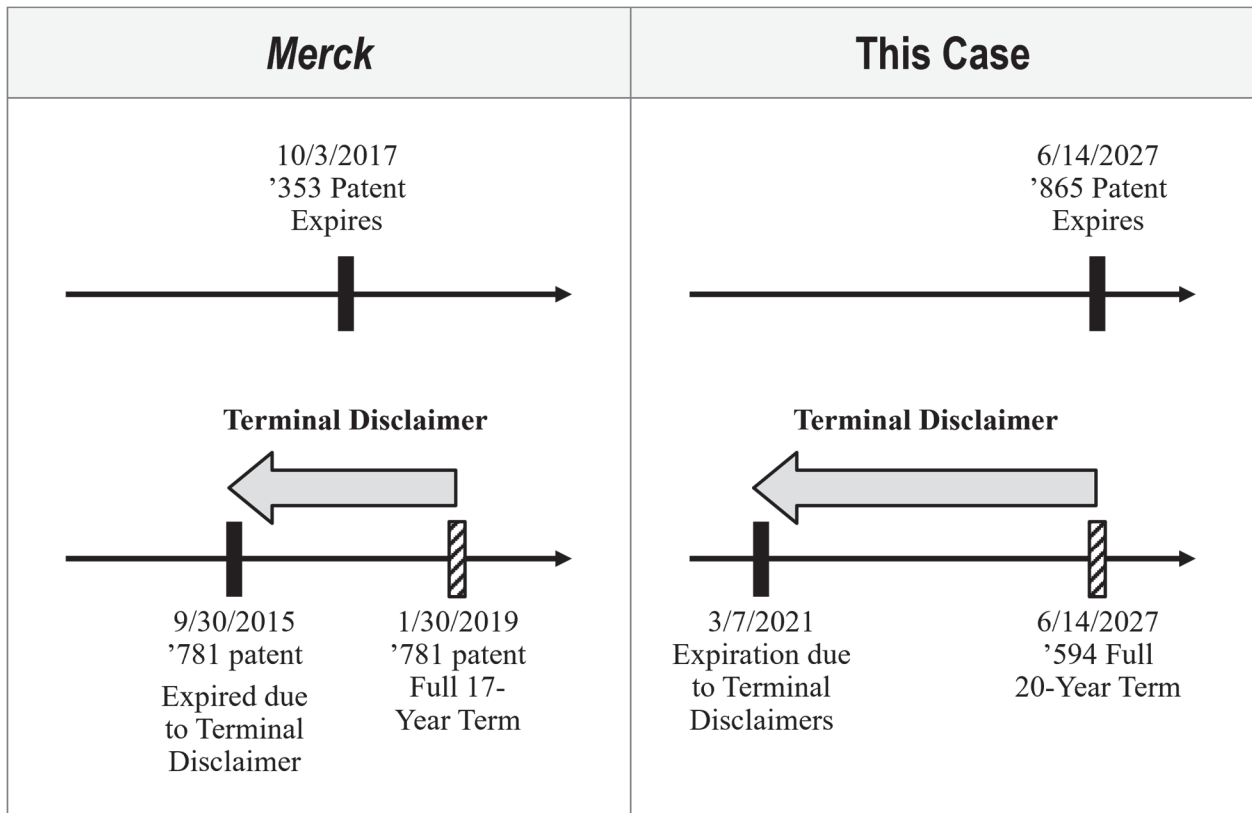 Merck
This Case
10/3/2017
’353 Patent
Expires
6/14/2027
’865 Patent
Expires
Terminal Disclaimer
9/30/2015
’781 patent
Expired due
to Terminal
Disclaimer
1/30/2019
’781 patent
Full 17-
Year Term
Terminal Disclaimer
3/7/2021
Expiration due
to Terminal
Disclaimers
6/14/2027
’594 Full
20-Year Term